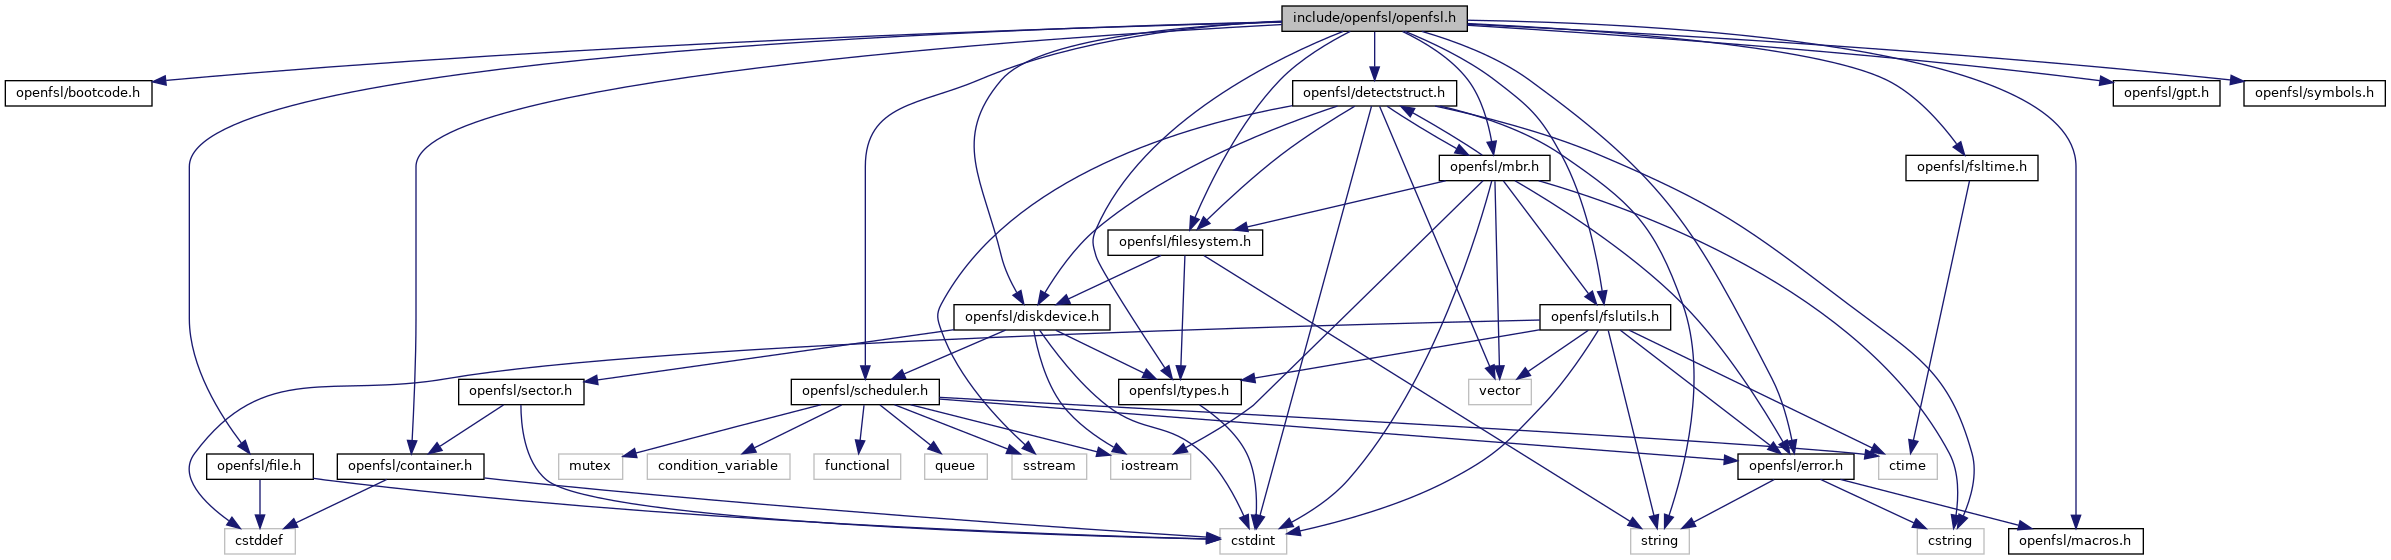 include/openfsl/openfsl.h
openfsl/bootcode.h
openfsl/detectstruct.h
openfsl/gpt.h
openfsl/symbols.h
openfsl/mbr.h
openfsl/fsltime.h
openfsl/filesystem.h
openfsl/diskdevice.h
openfsl/fslutils.h
openfsl/sector.h
openfsl/scheduler.h
openfsl/types.h
vector
openfsl/file.h
openfsl/container.h
mutex
condition_variable
functional
queue
sstream
iostream
openfsl/error.h
ctime
cstddef
cstdint
string
cstring
openfsl/macros.h